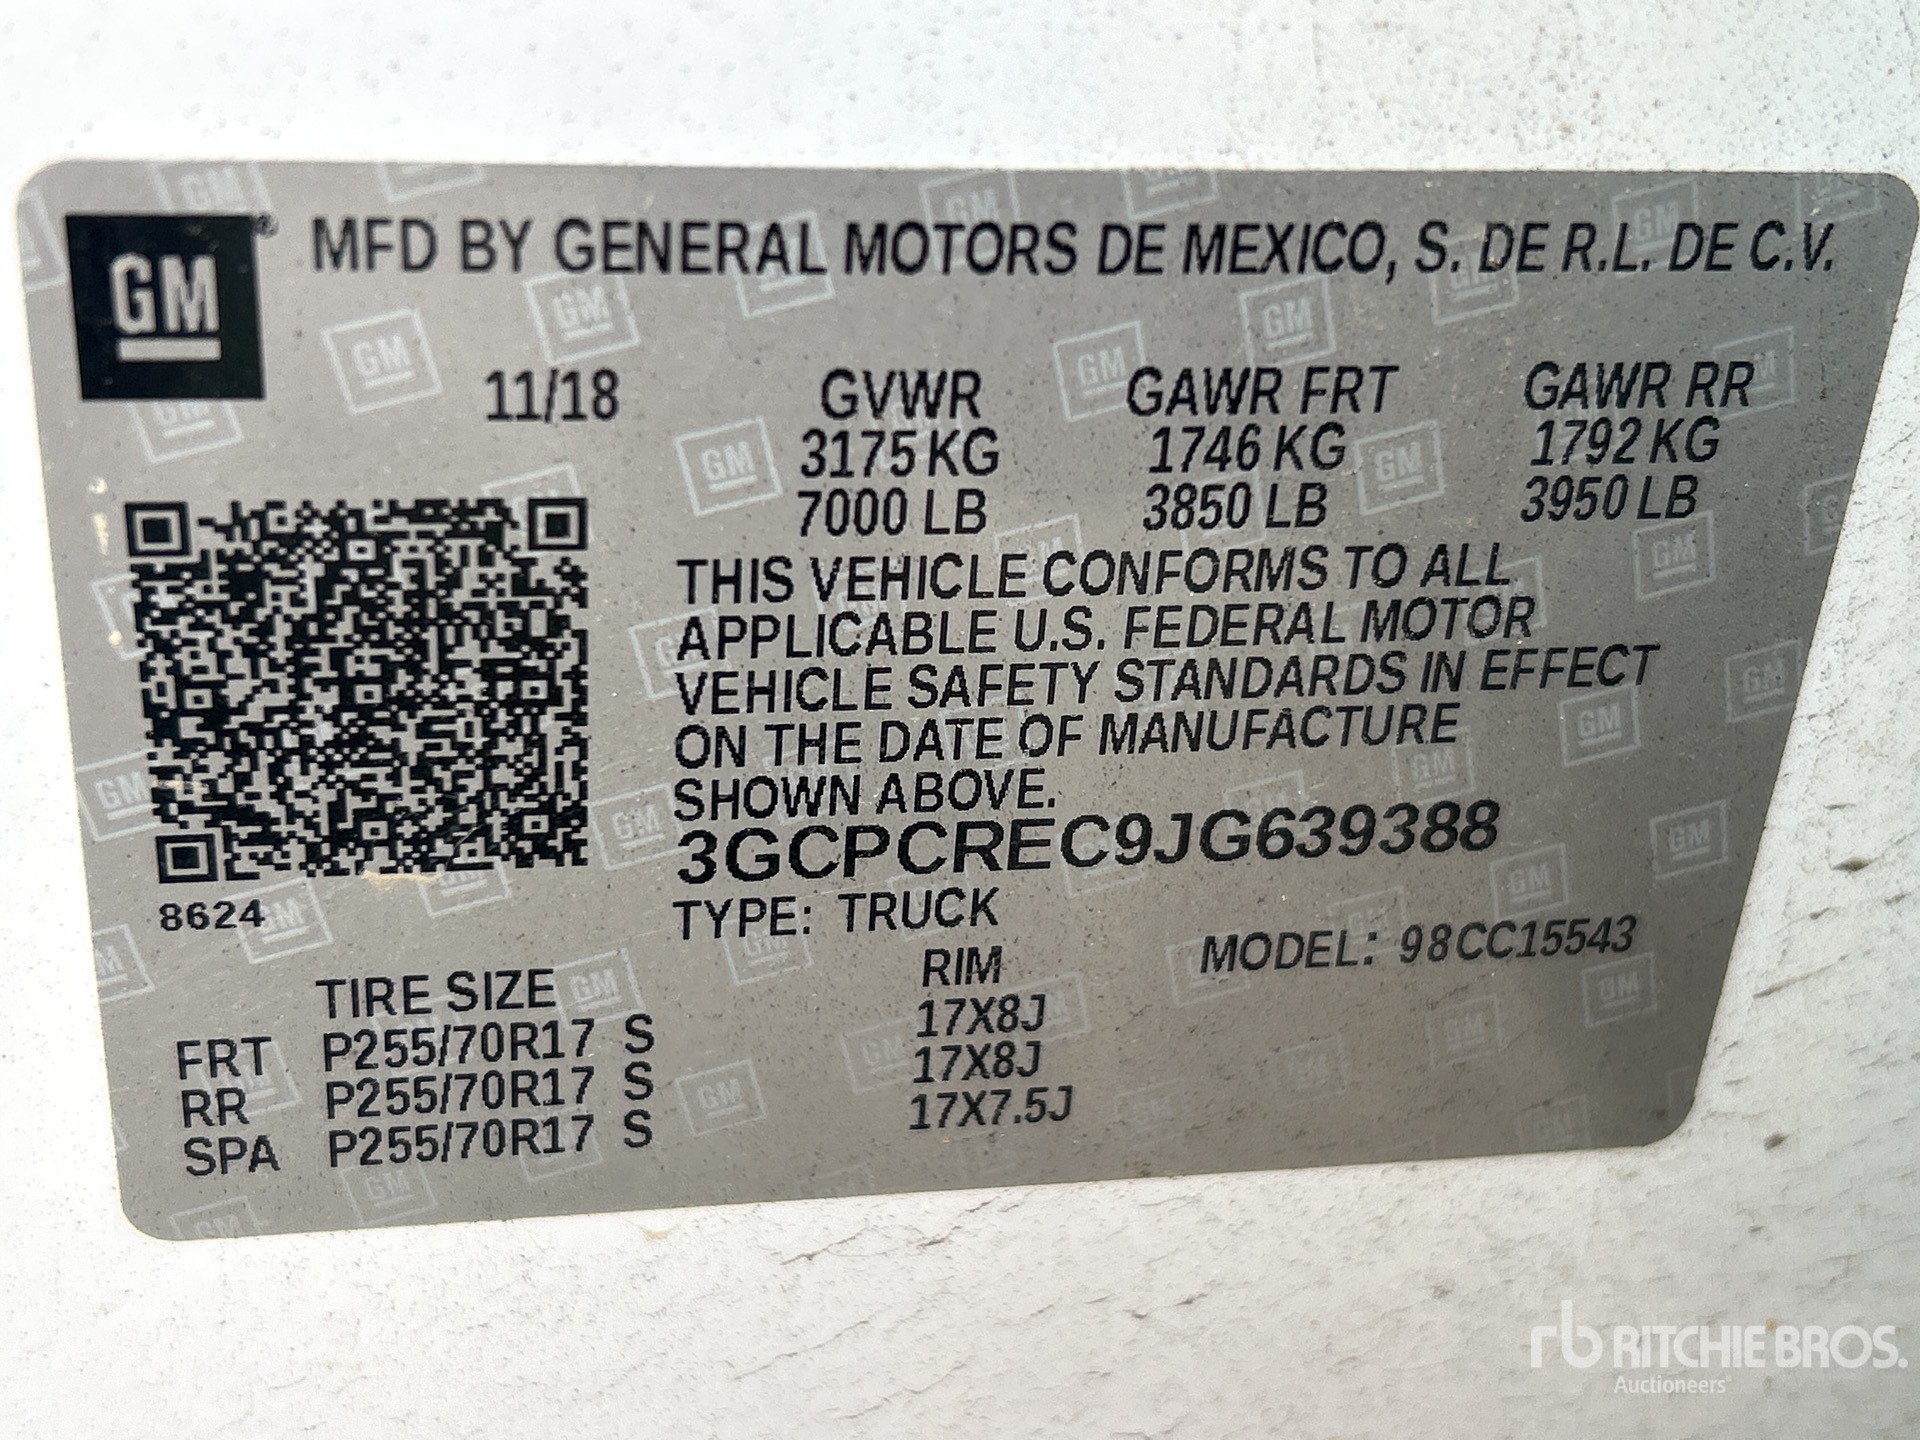 GM® MFD BY GENERAL MOTORS DE MEXICO, S. DE R.L. DE C.V.
11/18 GVWR GAWR FRT GAWR RR
3175 KG 1746 KG 1792 KG
7000 LB 3850 LB 3950 LB
THIS VEHICLE CONFORMS TO ALL
APPLICABLE U.S. FEDERAL MOTOR
VEHICLE SAFETY STANDARDS IN EFFECT
ON THE DATE OF MANUFACTURE
SHOWN ABOVE.
3GCPCREC9JG639388
8624 TYPE: TRUCK
MODEL: 98CC15543
TIRE SIZE RIM
FRT P255/70R17 S 17X8J
RR P255/70R17 S 17X8J
SPA P255/70R17 S 17X7.5J
rb RITCHIE BROS.
Auctioneers